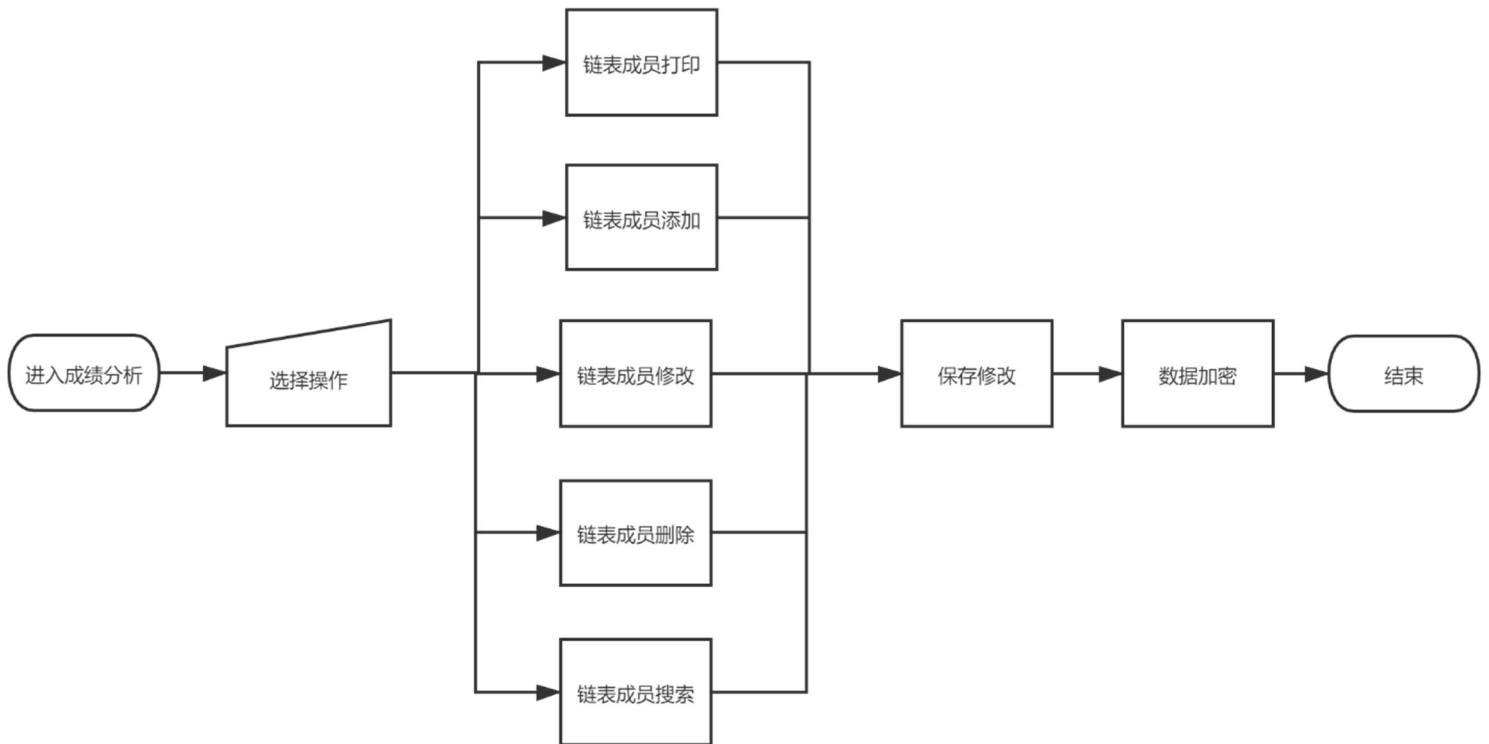 链表成员打印
链表成员添加
进入成绩分析
选择操作
链表成员修改
保存修改
数据加密
结束
链表成员删除
链表成员搜索